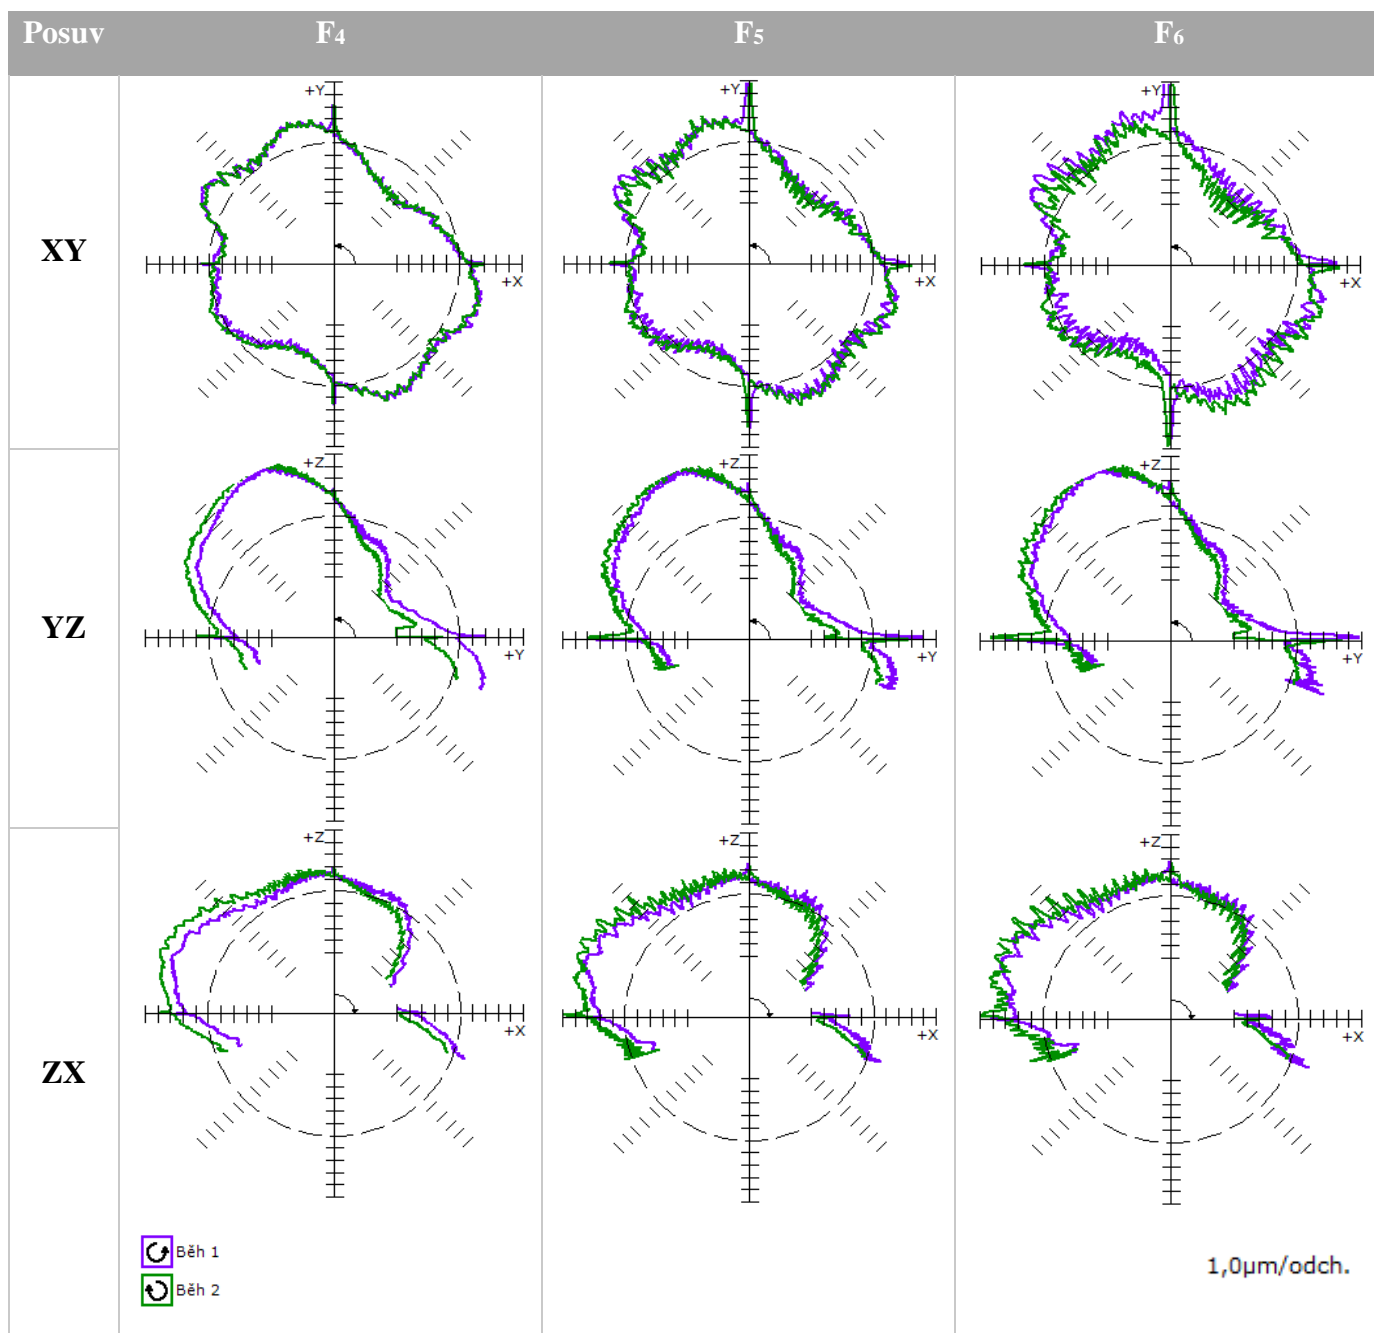 Posuv F4 F5 F6
+Y +Y +Y
XY
+X +X +X
+Z +Z +Z
YZ
+Y +Y +Y
+Z +Z +Z
+X +X +X
ZX
Běh 1
1,0µm/odch.
Běh 2